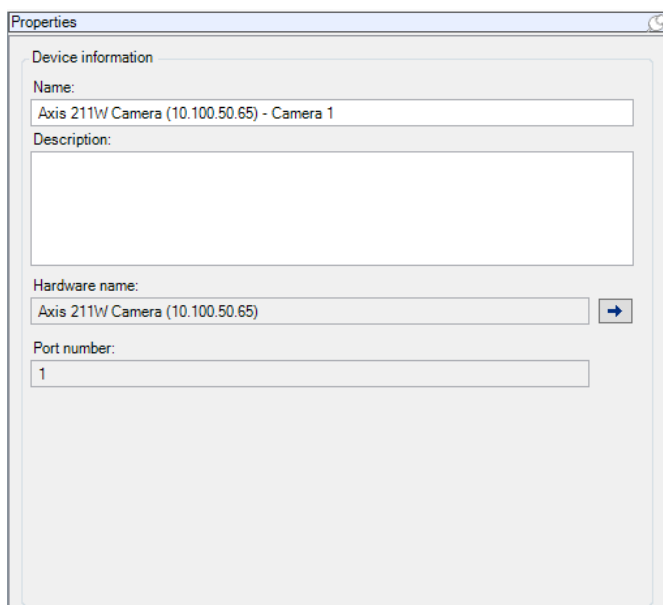 Properties
Device information
Name:
Axis 211W Camera (10.100.50.65) - Camera 1
Description:
Hardware name:
Axis 211W Camera (10.100.50.65)
Port number:
1